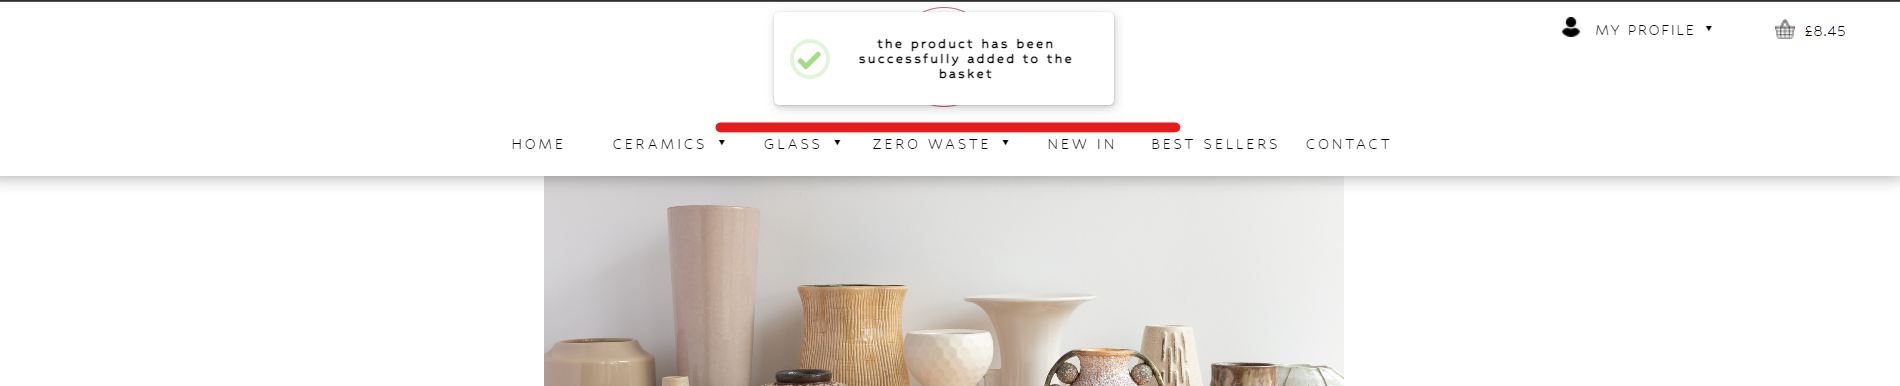 the product has been
successfully added to the
basket
MY PROFILE ▼
£8.45
HOME CERAMICS ▼ GLASS ▼ ZERO WASTE ▼ NEW IN BEST SELLERS CONTACT